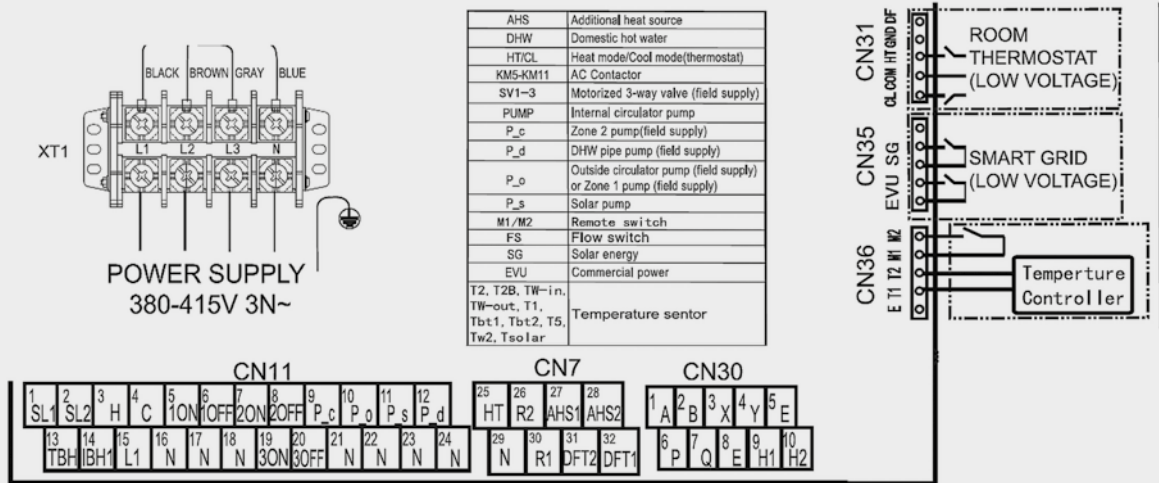 BLACK BROWN GRAY BLUE
XT1
L1 L2 L3 N
POWER SUPPLY
380-415V 3N~
AHS Additional heat source
DHW Domestic hot water
HT/CL Heat mode/Cool mode(thermostat)
KM5-KM11 AC Contactor
SV1-3 Motorized 3-way valve (field supply)
PUMP Internal circulator pump
P_c Zone 2 pump(field supply)
P_d DHW pipe pump (field supply)
P_o Outside circulator pump (field supply)
or Zone 1 pump (field supply)
P_s Solar pump
M1/M2 Remote switch
FS Flow switch
SG Solar energy
EVU Commercial power
T2, T2B, TW-in,
TW-out, T1,
Tbt1, Tbt2, T5,
Tw2, Tsolar
Temperature sentor
CN31
CL COM HT GND DF
ROOM
THERMOSTAT
(LOW VOLTAGE)
CN35
EVU SG
SMART GRID
(LOW VOLTAGE)
CN36
E T1 T2 M1 M2
Temperture
Controller
CN11
1 SL1 2 SL2 3 H 4 C 5 1ON 6 1OFF 7 2ON 8 2OFF 9 P_c 10 P_o 11 P_s 12 P_d
13 TBH 14 IBH1 15 L1 16 N 17 N 18 N 19 3ON 20 3OFF 21 N 22 N 23 N 24 N
CN7
25 HT 26 R2 27 AHS1 28 AHS2
29 N 30 R1 31 DFT2 32 DFT1
CN30
1 A 2 B 3 X 4 Y 5 E
6 P 7 Q 8 E 9 H1 10 H2